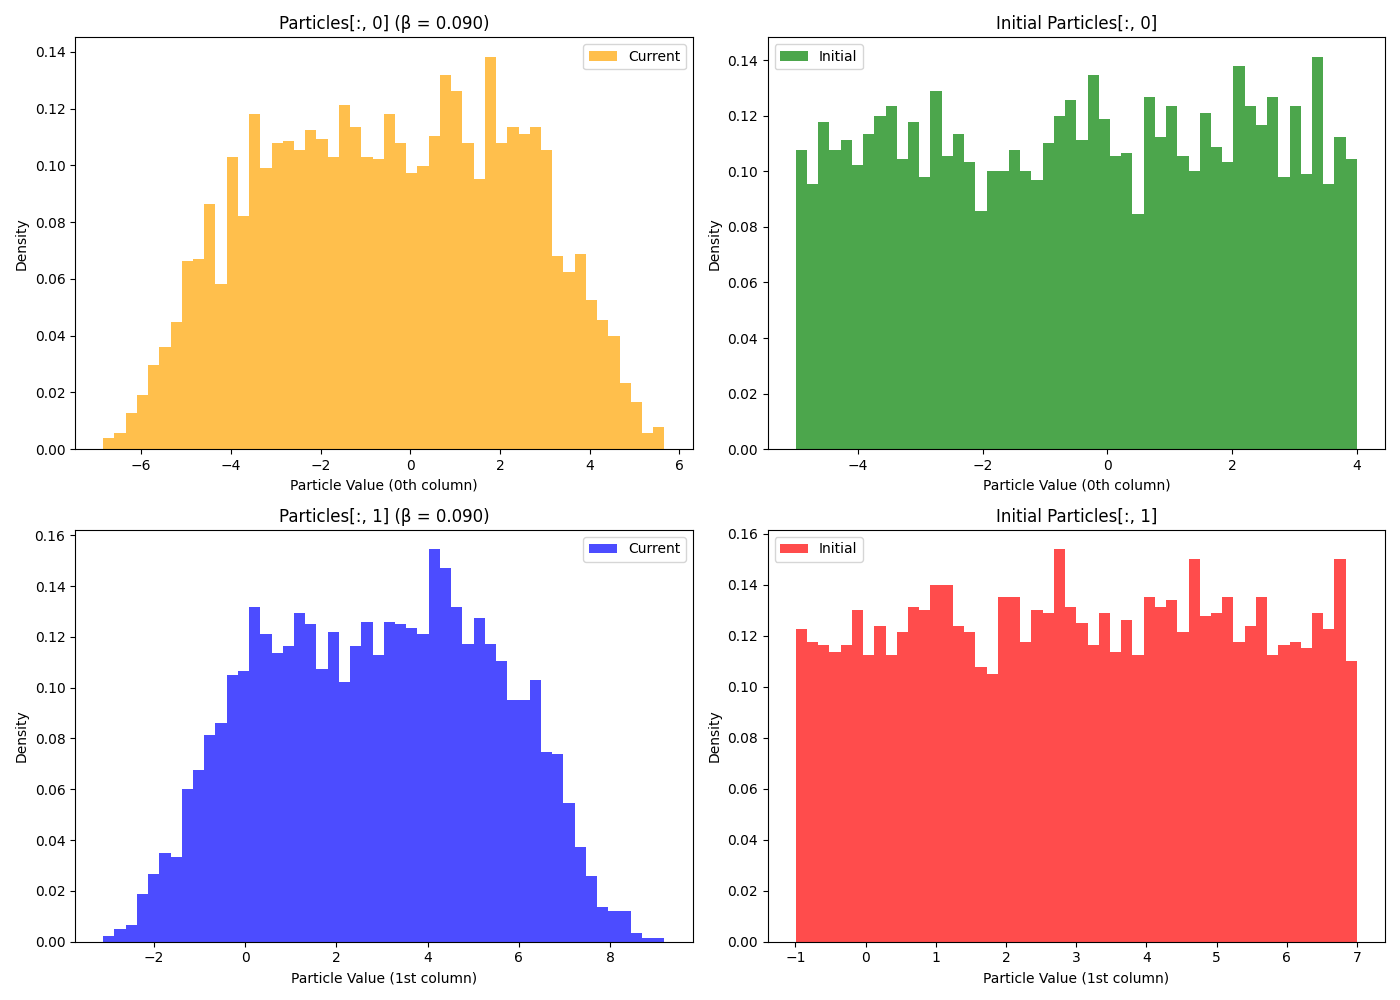 Particles[:, 0] (β = 0.090)
Current
0.14
0.12
0.10
0.08
0.06
0.04
0.02
0.00
Density
−6 −4 −2 0 2 4 6
Particle Value (0th column)
Initial Particles[:, 0]
Initial
0.14
0.12
0.10
0.08
0.06
0.04
0.02
0.00
Density
−4 −2 0 2 4
Particle Value (0th column)
Particles[:, 1] (β = 0.090)
Current
0.16
0.14
0.12
0.10
0.08
0.06
0.04
0.02
0.00
Density
−2 0 2 4 6 8
Particle Value (1st column)
Initial Particles[:, 1]
Initial
0.16
0.14
0.12
0.10
0.08
0.06
0.04
0.02
0.00
Density
−1 0 1 2 3 4 5 6 7
Particle Value (1st column)